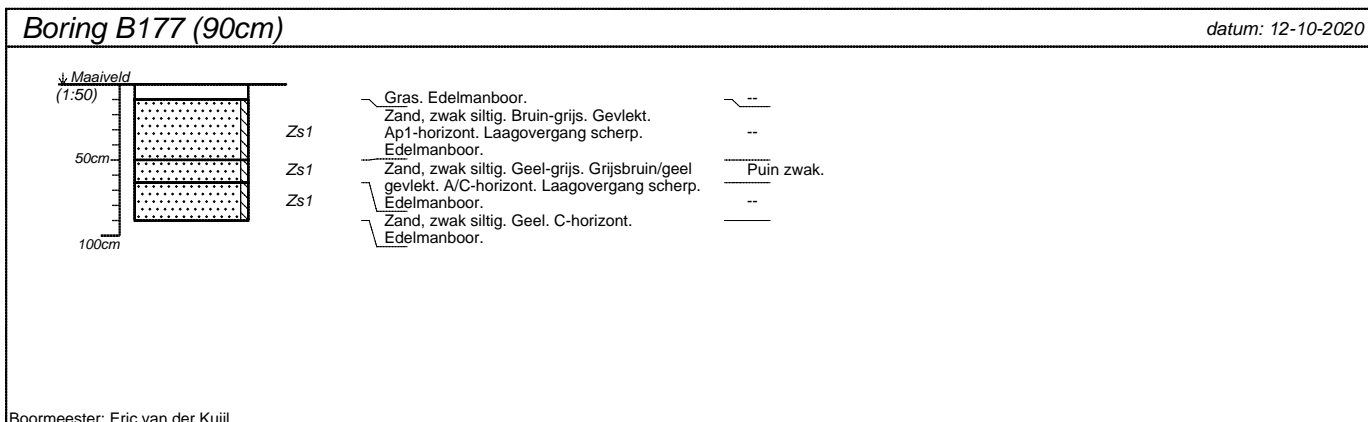 Boring B177 (90cm)
datum: 12-10-2020
Maaiveld
(1:50)
50cm
100cm
Zs1
Zs1
Zs1
Gras. Edelmanboor.
Zand, zwak siltig. Bruin-grijs. Gevlekt.
Ap1-horizont. Laagovergang scherp.
Edelmanboor.
Zand, zwak siltig. Geel-grijs. Grijsbruin/geel
gevlekt. A/C-horizont. Laagovergang scherp.
Edelmanboor.
Zand, zwak siltig. Geel. C-horizont.
Edelmanboor.
--
--
Puin zwak.
--
Boormeester: Eric van der Kuijl